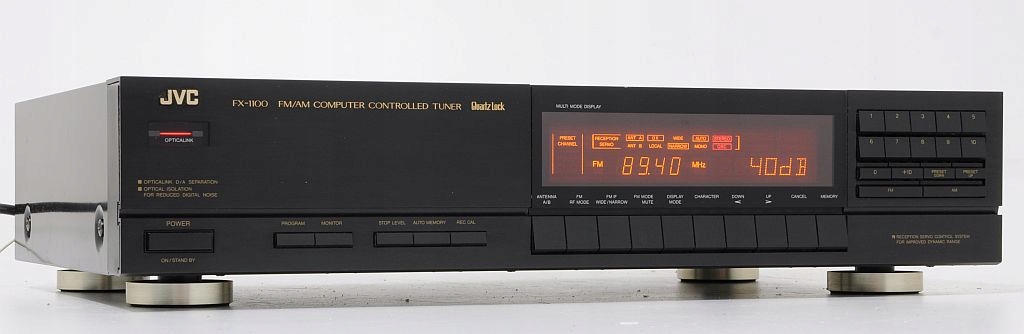 JVC
FX-1100 FM/AM COMPUTER CONTROLLED TUNER Quartz Lock
OPTICALINK
OPTICALINK D/A SEPARATION
OPTICAL ISOLATION
FOR REDUCED DIGITAL NOISE
POWER
ON/STAND BY
PROGRAM MONITOR
STOP LEVEL AUTO MEMORY REC CAL
MULTI MODE DISPLAY
PRESET
CHANNEL
RECEPTION
SERVO
ANT A DX WIDE AUTO STEREO
ANT B LOCAL NARROW MONO
FM 89.40 MHz 40dB
ANTENNA
A/B
FM
RF MODE
FM IF
WIDE/NARROW
FM MODE
MUTE
DISPLAY
MODE
CHARACTER
DOWN
UP
CANCEL
MEMORY
1 2 3 4 5
6 7 8 9 10
0 +10 PRESET DOWN PRESET UP
FM AM
RECEPTION SERVO CONTROL SYSTEM
FOR IMPROVED DYNAMIC RANGE